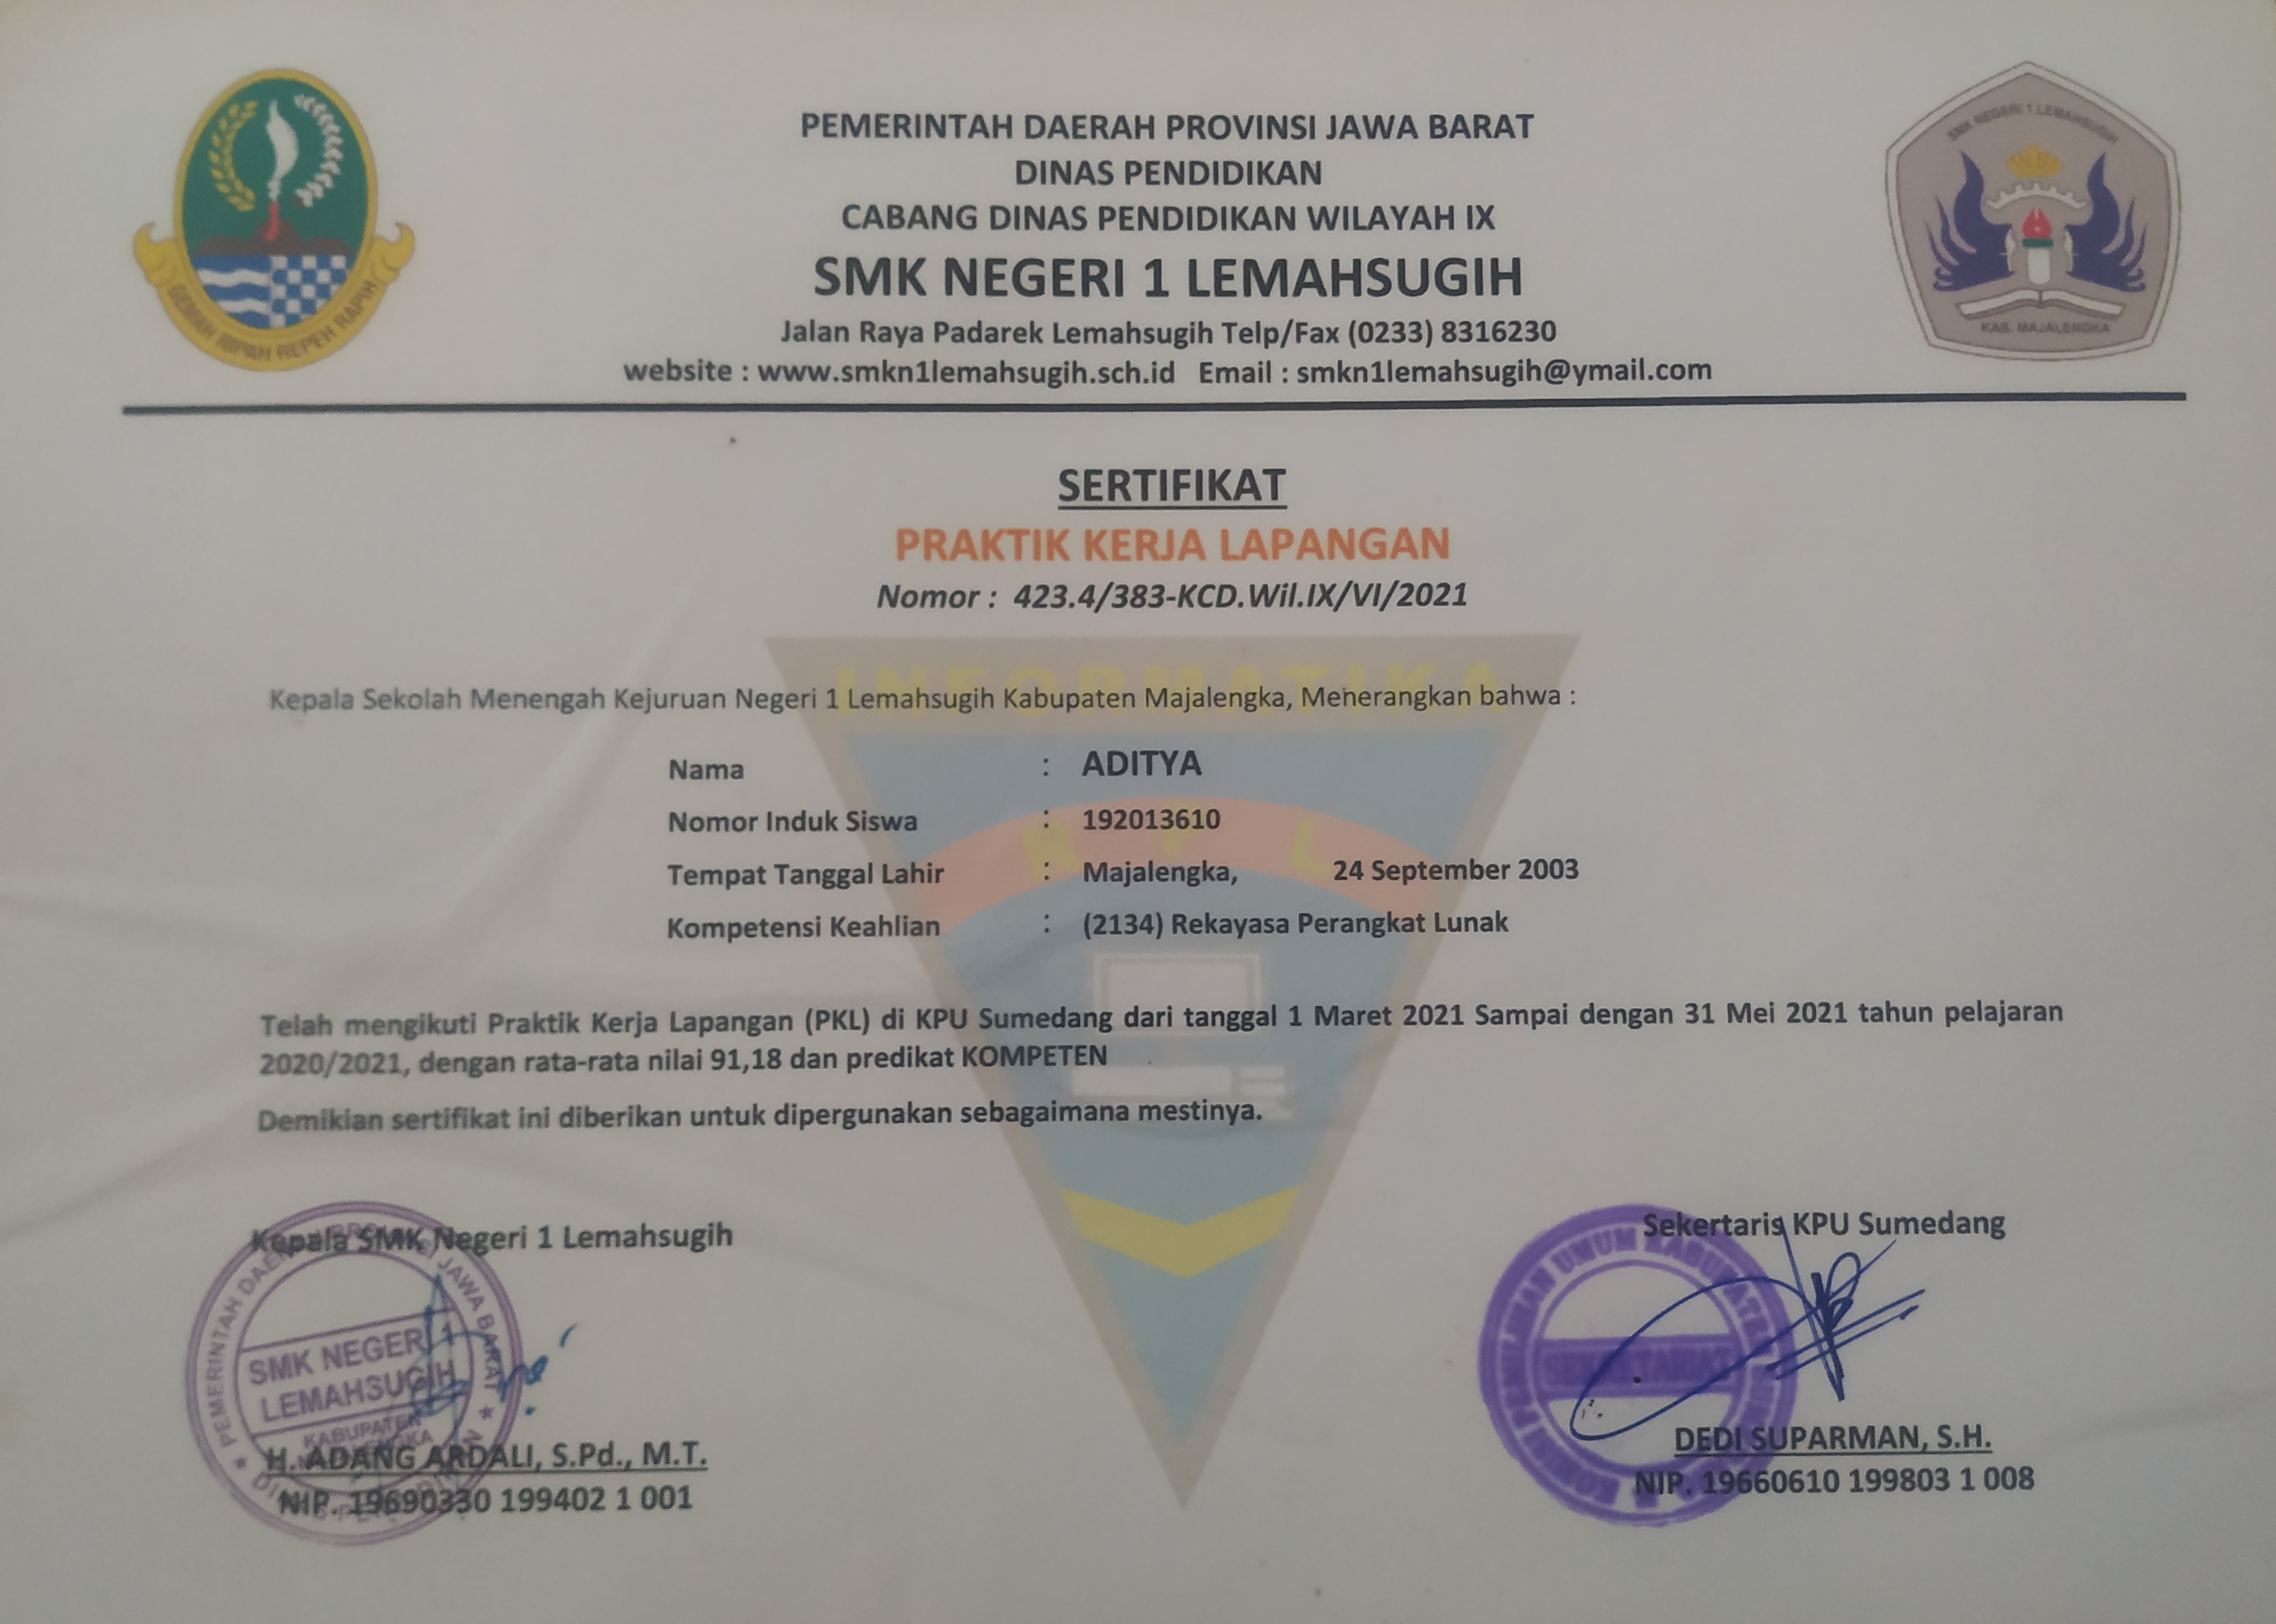 PEMERINTAH DAERAH PROVINSI JAWA BARAT
DINAS PENDIDIKAN
CABANG DINAS PENDIDIKAN WILAYAH IX
SMK NEGERI 1 LEMAHSUGIH
Jalan Raya Padarek Lemahsugih Telp/Fax (0233) 8316230
website : www.smkn1lemahsugih.sch.id Email : smkn1lemahsugih@ymail.com
GEMAH RIPAH REPEH RAPIH
SMK NEGERI 1 LEMAHSUGIH
KAB. MAJALENGKA
SERTIFIKAT
PRAKTIK KERJA LAPANGAN
Nomor : 423.4/383-KCD.Wil.IX/VI/2021
INFORMATIKA
Kepala Sekolah Menengah Kejuruan Negeri 1 Lemahsugih Kabupaten Majalengka, Menerangkan bahwa :
Nama : ADITYA
Nomor Induk Siswa : 192013610
R P L
Tempat Tanggal Lahir : Majalengka, 24 September 2003
Kompetensi Keahlian : (2134) Rekayasa Perangkat Lunak
Telah mengikuti Praktik Kerja Lapangan (PKL) di KPU Sumedang dari tanggal 1 Maret 2021 Sampai dengan 31 Mei 2021 tahun pelajaran
2020/2021, dengan rata-rata nilai 91,18 dan predikat KOMPETEN
Demikian sertifikat ini diberikan untuk dipergunakan sebagaimana mestinya.
Kepala SMK Negeri 1 Lemahsugih
PEMERINTAH DAERAH PROVINSI JAWA BARAT
SMK NEGERI 1
LEMAHSUGIH
KABUPATEN
H. ADANG ARDALI, S.Pd., M.T.
NIP. 19690330 199402 1 001
Sekertaris KPU Sumedang
KOMISI PEMILIHAN UMUM KABUPATEN
SEKRETARIAT
DEDI SUPARMAN, S.H.
NIP. 19660610 199803 1 008